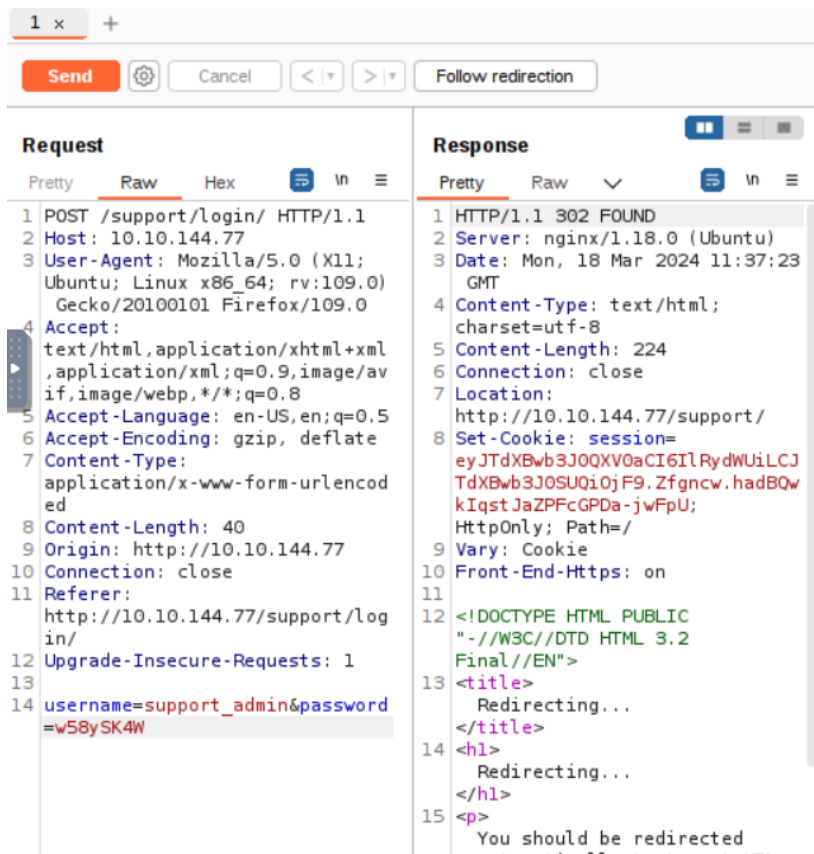 1 × +
Send Cancel < > Follow redirection
Request
Pretty Raw Hex \n
1 POST /support/login/ HTTP/1.1
2 Host: 10.10.144.77
3 User-Agent: Mozilla/5.0 (X11;
Ubuntu; Linux x86_64; rv:109.0)
Gecko/20100101 Firefox/109.0
4 Accept:
text/html,application/xhtml+xml
,application/xml;q=0.9,image/av
if,image/webp,*/*;q=0.8
5 Accept-Language: en-US,en;q=0.5
6 Accept-Encoding: gzip, deflate
7 Content-Type:
application/x-www-form-urlencod
ed
8 Content-Length: 40
9 Origin: http://10.10.144.77
10 Connection: close
11 Referer:
http://10.10.144.77/support/log
in/
12 Upgrade-Insecure-Requests: 1
13
14 username=support_admin&password
=w58ySK4W
Response
Pretty Raw \n
1 HTTP/1.1 302 FOUND
2 Server: nginx/1.18.0 (Ubuntu)
3 Date: Mon, 18 Mar 2024 11:37:23
GMT
4 Content-Type: text/html;
charset=utf-8
5 Content-Length: 224
6 Connection: close
7 Location:
http://10.10.144.77/support/
8 Set-Cookie: session=
eyJTdXBwb3J0QXV0aCI6IlRydWUiLCJ
TdXBwb3J0SUQiOjF9.Zfgncw.hadBQw
kIqstJaZPFcGPDa-jwFpU;
HttpOnly; Path=/
9 Vary: Cookie
10 Front-End-Https: on
11
12 <!DOCTYPE HTML PUBLIC
"-//W3C//DTD HTML 3.2
Final//EN">
13 <title>
Redirecting...
</title>
14 <h1>
Redirecting...
</h1>
15 <p>
You should be redirected